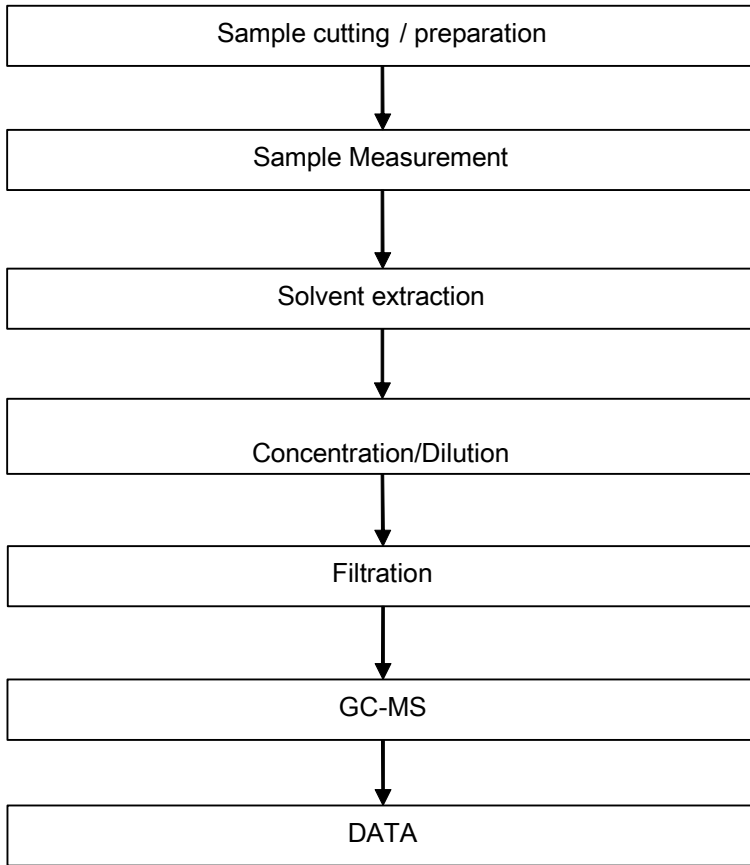 Sample cutting / preparation
Sample Measurement
Solvent extraction
Concentration/Dilution
Filtration
GC-MS
DATA